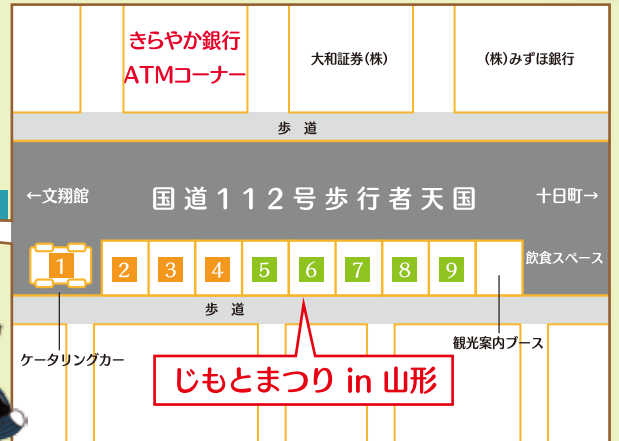 きらやか銀行
ATMコーナー
大和証券(株)
(株)みずほ銀行
歩 道
←文翔館
国道112号歩行者天国
十日町→
1
2
3
4
5
6
7
8
9
飲食スペース
歩 道
観光案内ブース
ケータリングカー
じもとまつり in 山形